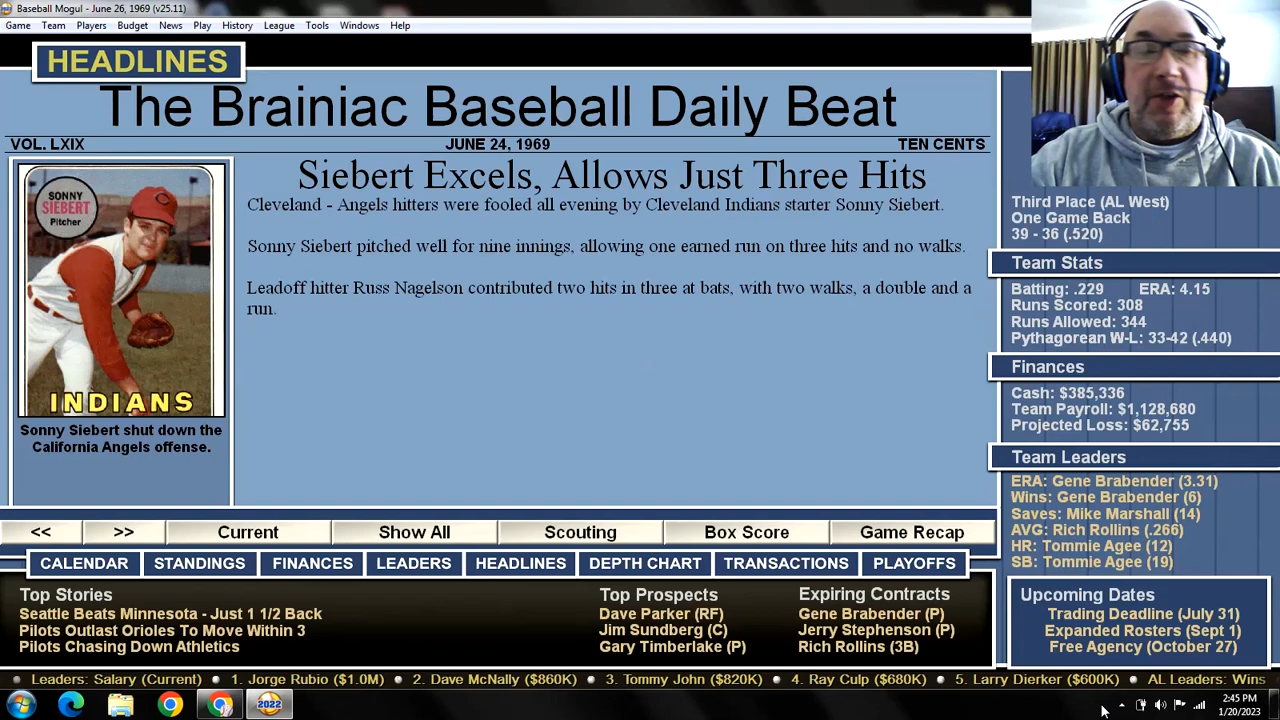 Baseball Mogul - June 26, 1969 (v25.11)
Game Team Players Budget News Play History League Tools Windows Help
HEADLINES
The Brainiac Baseball Daily Beat
VOL. LXIX JUNE 24, 1969 TEN CENTS
SONNY
SIEBERT
Pitcher
INDIANS
Sonny Siebert shut down the
California Angels offense.
Siebert Excels, Allows Just Three Hits
Cleveland - Angels hitters were fooled all evening by Cleveland Indians starter Sonny Siebert.
Sonny Siebert pitched well for nine innings, allowing one earned run on three hits and no walks.
Leadoff hitter Russ Nagelson contributed two hits in three at bats, with two walks, a double and a
run.
Third Place (AL West)
One Game Back
39 - 36 (.520)
Team Stats
Batting: .229 ERA: 4.15
Runs Scored: 308
Runs Allowed: 344
Pythagorean W-L: 33-42 (.440)
Finances
Cash: $385,336
Team Payroll: $1,128,680
Projected Loss: $62,755
Team Leaders
ERA: Gene Brabender (3.31)
Wins: Gene Brabender (6)
Saves: Mike Marshall (14)
AVG: Rich Rollins (.266)
HR: Tommie Agee (12)
SB: Tommie Agee (19)
<< >> Current Show All Scouting Box Score Game Recap
CALENDAR STANDINGS FINANCES LEADERS HEADLINES DEPTH CHART TRANSACTIONS PLAYOFFS
Top Stories
Seattle Beats Minnesota - Just 1 1/2 Back
Pilots Outlast Orioles To Move Within 3
Pilots Chasing Down Athletics
Top Prospects
Dave Parker (RF)
Jim Sundberg (C)
Gary Timberlake (P)
Expiring Contracts
Gene Brabender (P)
Jerry Stephenson (P)
Rich Rollins (3B)
Upcoming Dates
Trading Deadline (July 31)
Expanded Rosters (Sept 1)
Free Agency (October 27)
Leaders: Salary (Current) • 1. Jorge Rubio ($1.0M) • 2. Dave McNally ($860K) • 3. Tommy John ($820K) • 4. Ray Culp ($680K) • 5. Larry Dierker ($600K) • AL Leaders: Wins
2022
2:45 PM
1/20/2023